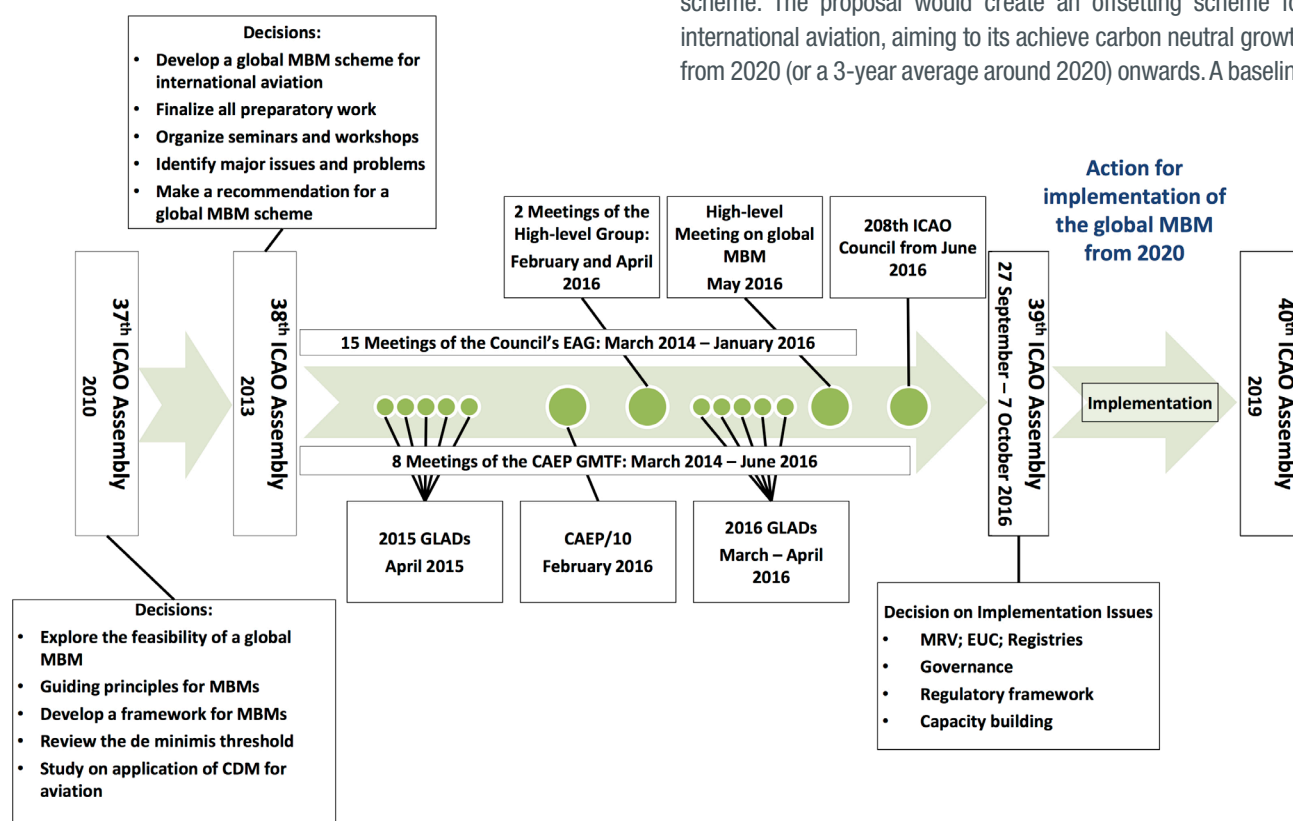 scheme. The proposal would create an offsetting scheme fo
international aviation, aiming to its achieve carbon neutral growt
from 2020 (or a 3-year average around 2020) onwards. A baselin
Decisions:
• Develop a global MBM scheme for
international aviation
• Finalize all preparatory work
• Organize seminars and workshops
• Identify major issues and problems
• Make a recommendation for a
global MBM scheme
Action for
implementation of
the global MBM
from 2020
2 Meetings of the
High-level Group:
February and April
2016
High-level
Meeting on global
MBM
May 2016
208th ICAO
Council from June
2016
37th ICAO Assembly
2010
38th ICAO Assembly
2013
15 Meetings of the Council's EAG: March 2014 – January 2016
8 Meetings of the CAEP GMTF: March 2014 – June 2016
39th ICAO Assembly
27 September – 7 October 2016
Implementation
40th ICAO Assembl
2019
2015 GLADs
April 2015
CAEP/10
February 2016
2016 GLADs
March – April
2016
Decisions:
• Explore the feasibility of a global
MBM
• Guiding principles for MBMs
• Develop a framework for MBMs
• Review the de minimis threshold
• Study on application of CDM for
aviation
Decision on Implementation Issues
• MRV; EUC; Registries
• Governance
• Regulatory framework
• Capacity building